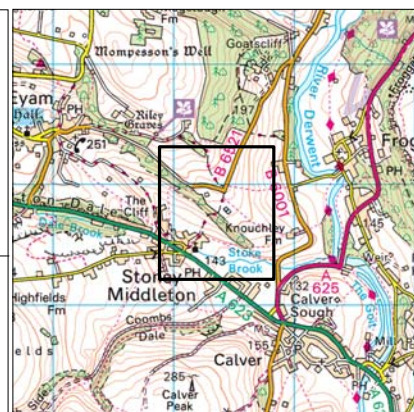 Fm
Mompesson's Well
Goatscliff
River Derwent
197
Eyam
PH
Hall
Riley
Graves
251
B 6521
B 6001
Frog
PH
The
Cliff
Dale Brook
Knouchley
Fm
145
Weir
143
Stoke
Brook
PH
Stoney
Middleton
A 623
A
625
132
Calver
Sough
The Goit
Highfields
Fm
Coombs
Dale
MS
155
Calver
P
Mill
PH
285
Calver
Peak